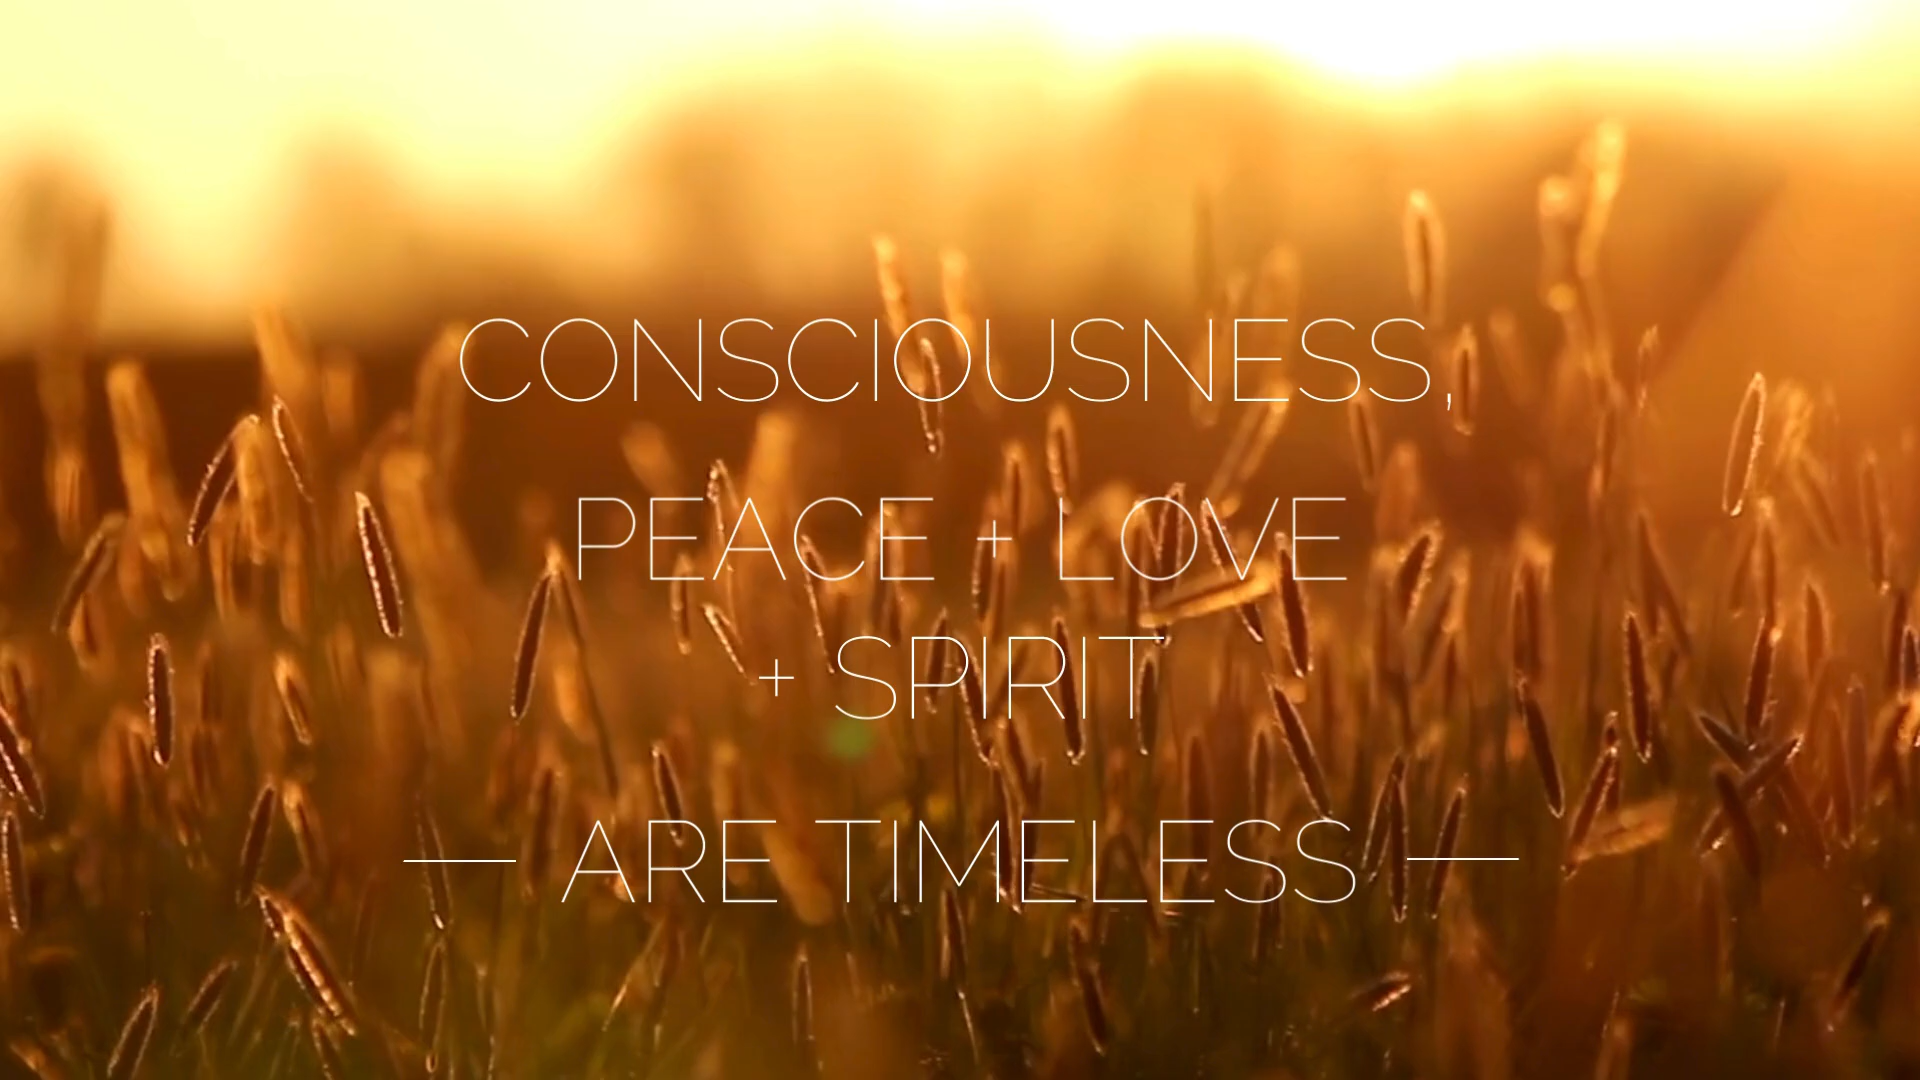 CONSCIOUSNESS,
PEACE + LOVE
+ SPIRIT
— ARE TIMELESS —